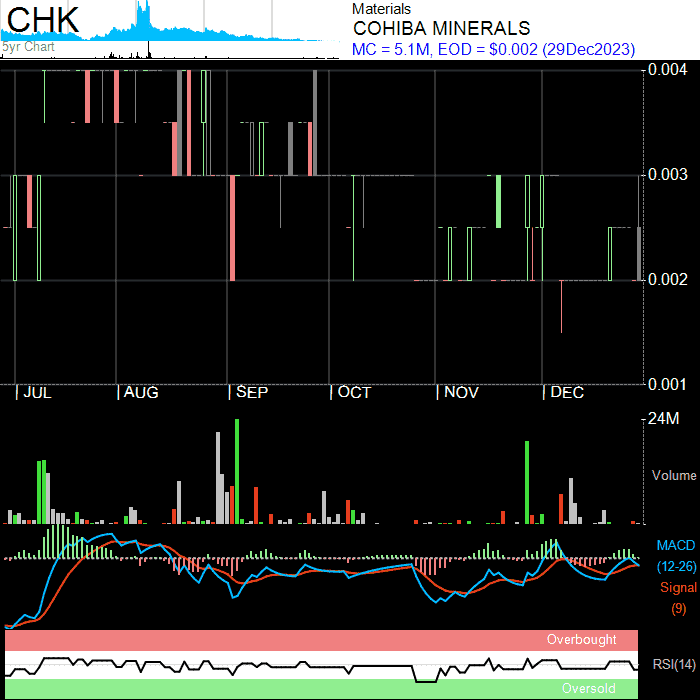 CHK
5yr Chart
Materials
COHIBA MINERALS
MC = 5.1M, EOD = $0.002 (29Dec2023)
0.004
0.003
0.002
0.001
JUL
AUG
SEP
OCT
NOV
DEC
24M
Volume
MACD
(12-26)
Signal
(9)
Overbought
RSI(14)
Oversold